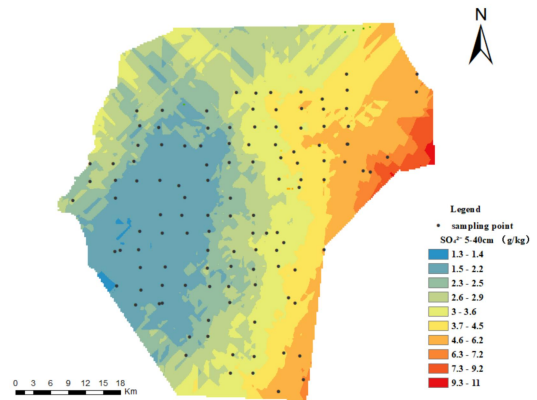 N
Legend
sampling point
SO₄²⁻ 5-40cm （g/kg）
1.3 - 1.4
1.5 - 2.2
2.3 - 2.5
2.6 - 2.9
3 - 3.6
3.7 - 4.5
4.6 - 6.2
6.3 - 7.2
7.3 - 9.2
9.3 - 11
0 3 6 9 12 15 18
Km